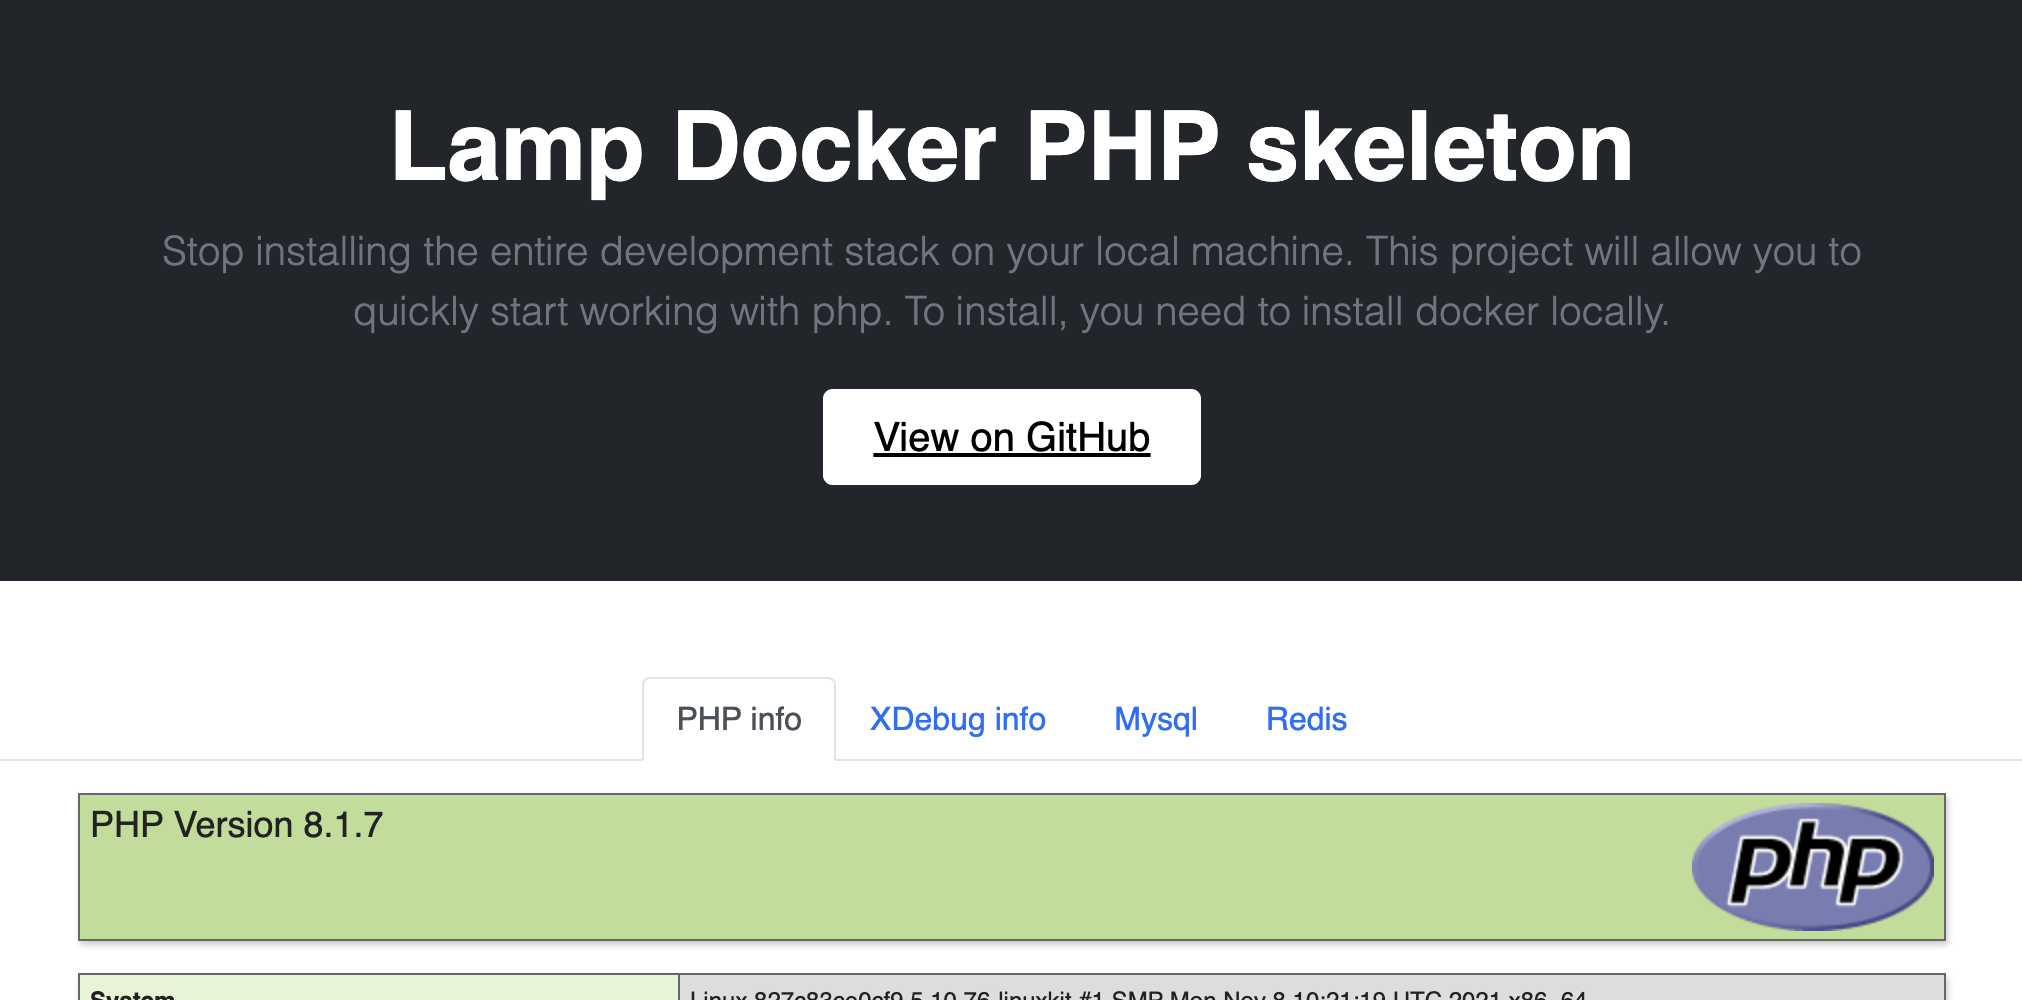 Lamp Docker PHP skeleton
Stop installing the entire development stack on your local machine. This project will allow you to
quickly start working with php. To install, you need to install docker locally.
View on GitHub
PHP info XDebug info Mysql Redis
PHP Version 8.1.7
php
System Linux 5.10.76-linuxkit #1 SMP Mon Nov 8 10:21:19 UTC 2021 x86_64